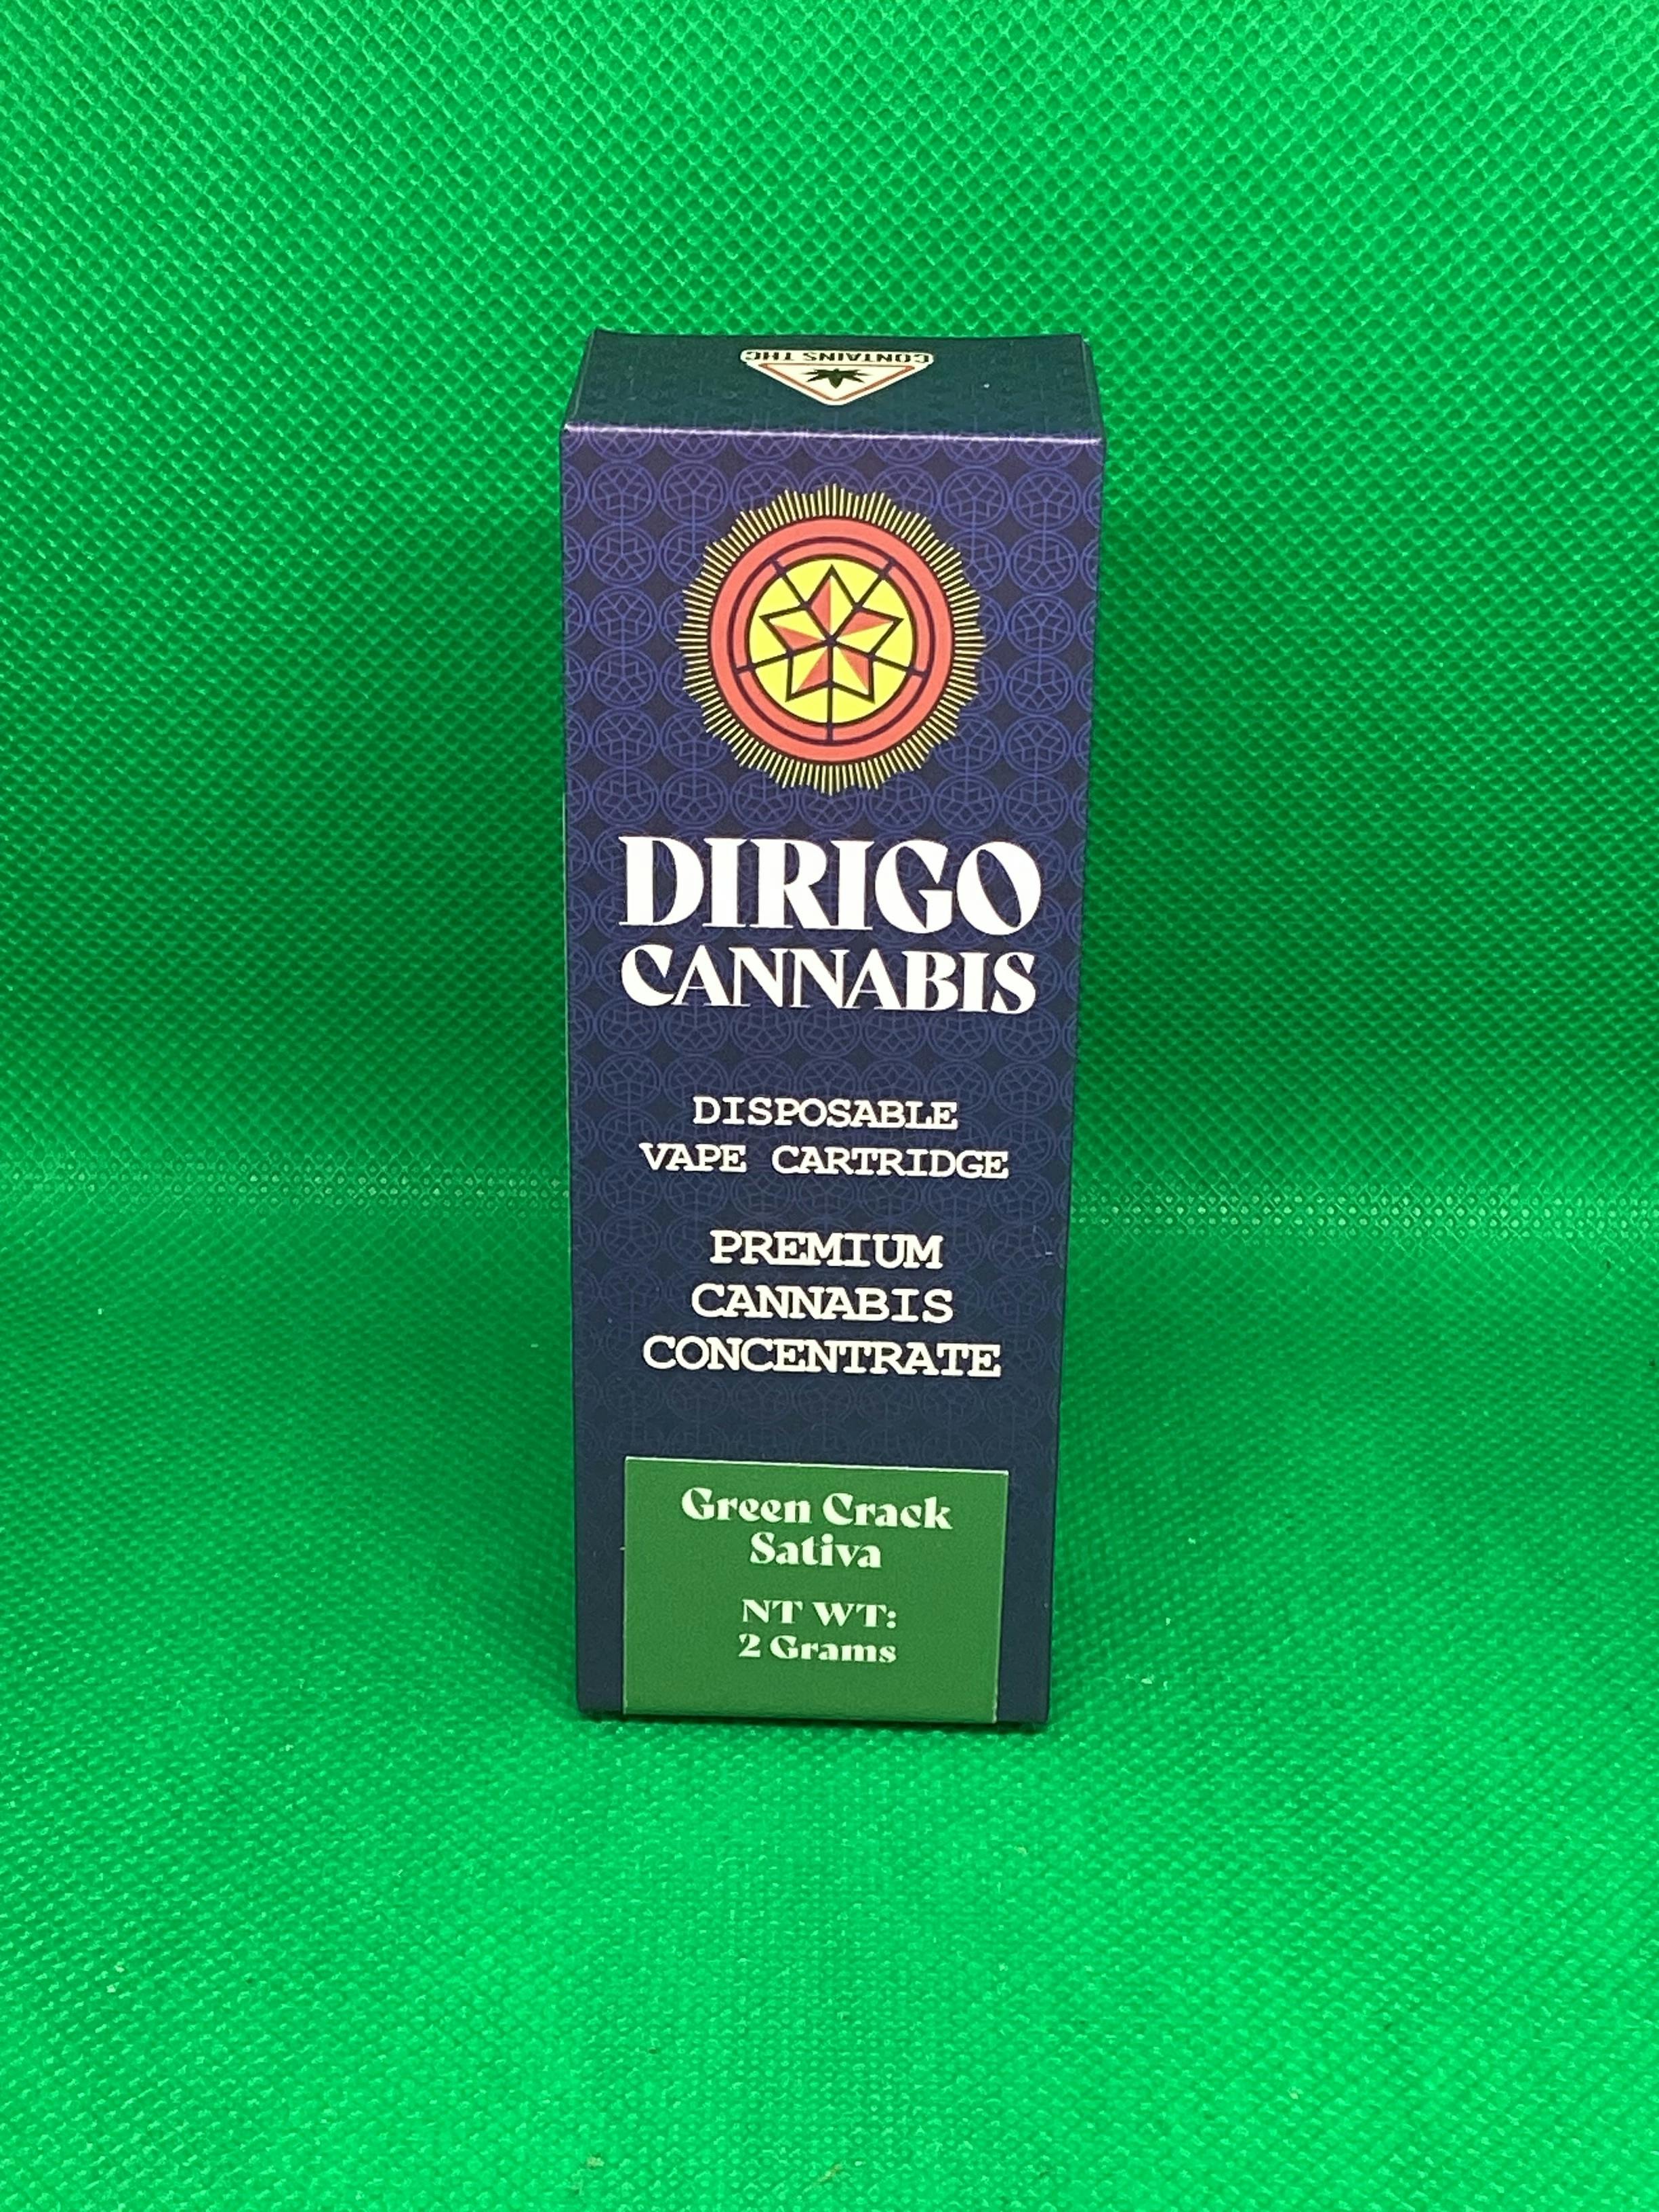 CONTAINS THC
DIRIGO
CANNABIS
DISPOSABLE
VAPE CARTRIDGE
PREMIUM
CANNABIS
CONCENTRATE
Green Crack
Sativa
NT WT:
2 Grams